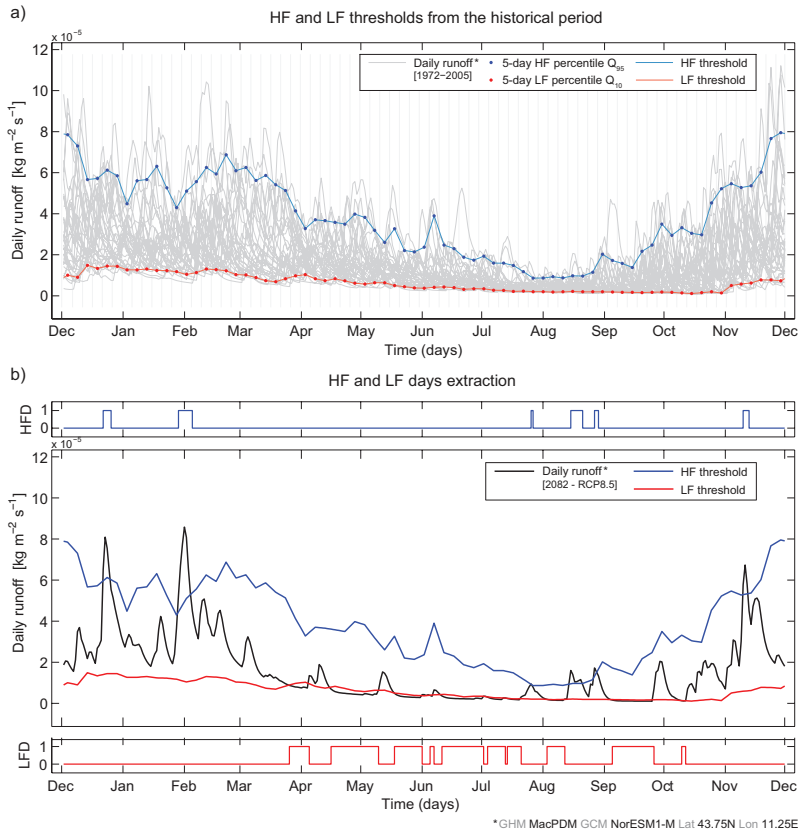 a)
HF and LF thresholds from the historical period
x 10⁻⁵
12
10
8
6
4
2
0
Daily runoff [kg m⁻² s⁻¹]
Daily runoff*
[1972−2005]
5-day HF percentile Q95
5-day LF percentile Q10
HF threshold
LF threshold
Dec Jan Feb Mar Apr May Jun Jul Aug Sep Oct Nov Dec
Time (days)
b)
HF and LF days extraction
HFD
1
0
x 10⁻⁵
12
10
8
6
4
2
0
Daily runoff [kg m⁻² s⁻¹]
Daily runoff*
[2082 - RCP8.5]
HF threshold
LF threshold
LFD
1
0
Dec Jan Feb Mar Apr May Jun Jul Aug Sep Oct Nov Dec
Time (days)
*GHM MacPDM GCM NorESM1-M Lat 43.75N Lon 11.25E